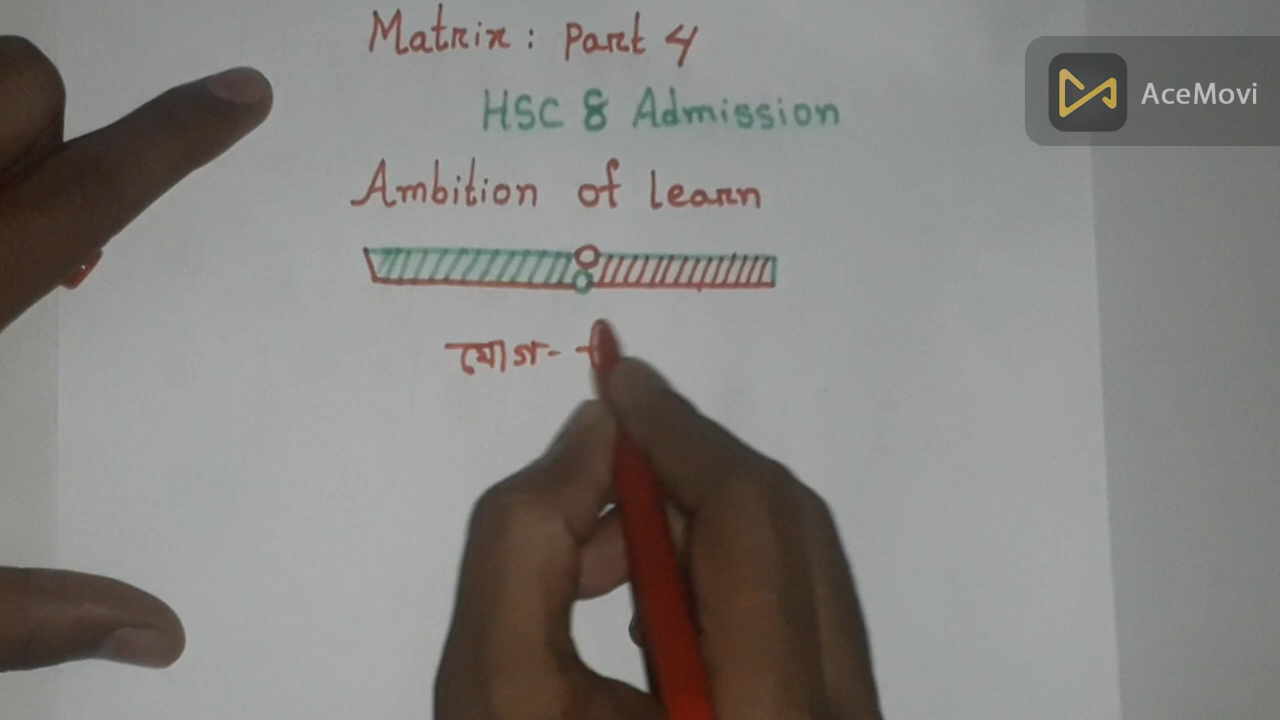 Matrix: Part 4
AceMovi
HSC & Admission
Ambition of learn
যোগ-